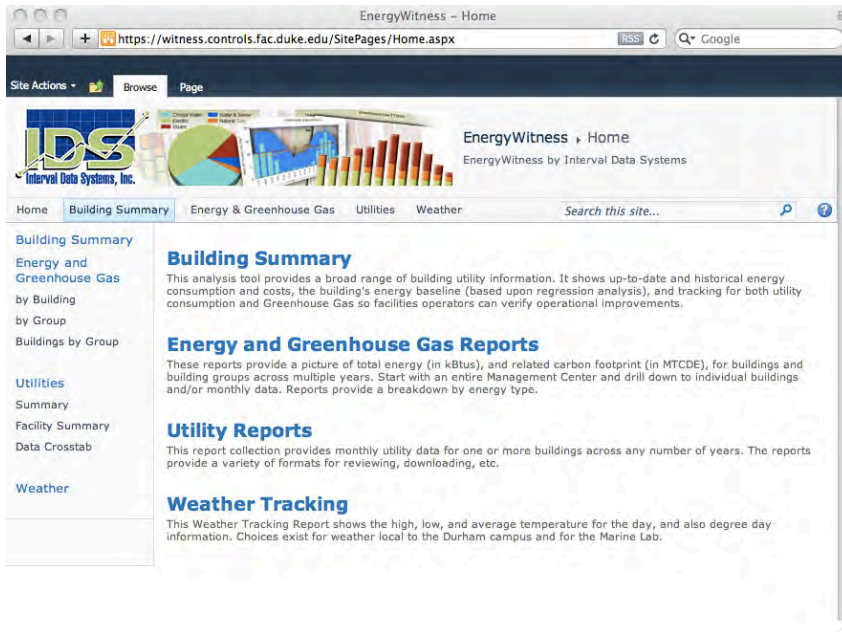 EnergyWitness – Home
https://witness.controls.fac.duke.edu/SitePages/Home.aspx
RSS
Google
Site Actions
Browse
Page
IDS
Interval Data Systems, Inc.
EnergyWitness ▸ Home
EnergyWitness by Interval Data Systems
Home Building Summary Energy & Greenhouse Gas Utilities Weather
Search this site...
Building Summary
Energy and
Greenhouse Gas
by Building
by Group
Buildings by Group
Utilities
Summary
Facility Summary
Data Crosstab
Weather
Building Summary
This analysis tool provides a broad range of building utility information. It shows up-to-date and historical energy
consumption and costs, the building's energy baseline (based upon regression analysis), and tracking for both utility
consumption and Greenhouse Gas so facilities operators can verify operational improvements.
Energy and Greenhouse Gas Reports
These reports provide a picture of total energy (in kBtus), and related carbon footprint (in MTCDE), for buildings and
building groups across multiple years. Start with an entire Management Center and drill down to individual buildings
and/or monthly data. Reports provide a breakdown by energy type.
Utility Reports
This report collection provides monthly utility data for one or more buildings across any number of years. The reports
provide a variety of formats for reviewing, downloading, etc.
Weather Tracking
This Weather Tracking Report shows the high, low, and average temperature for the day, and also degree day
information. Choices exist for weather local to the Durham campus and for the Marine Lab.